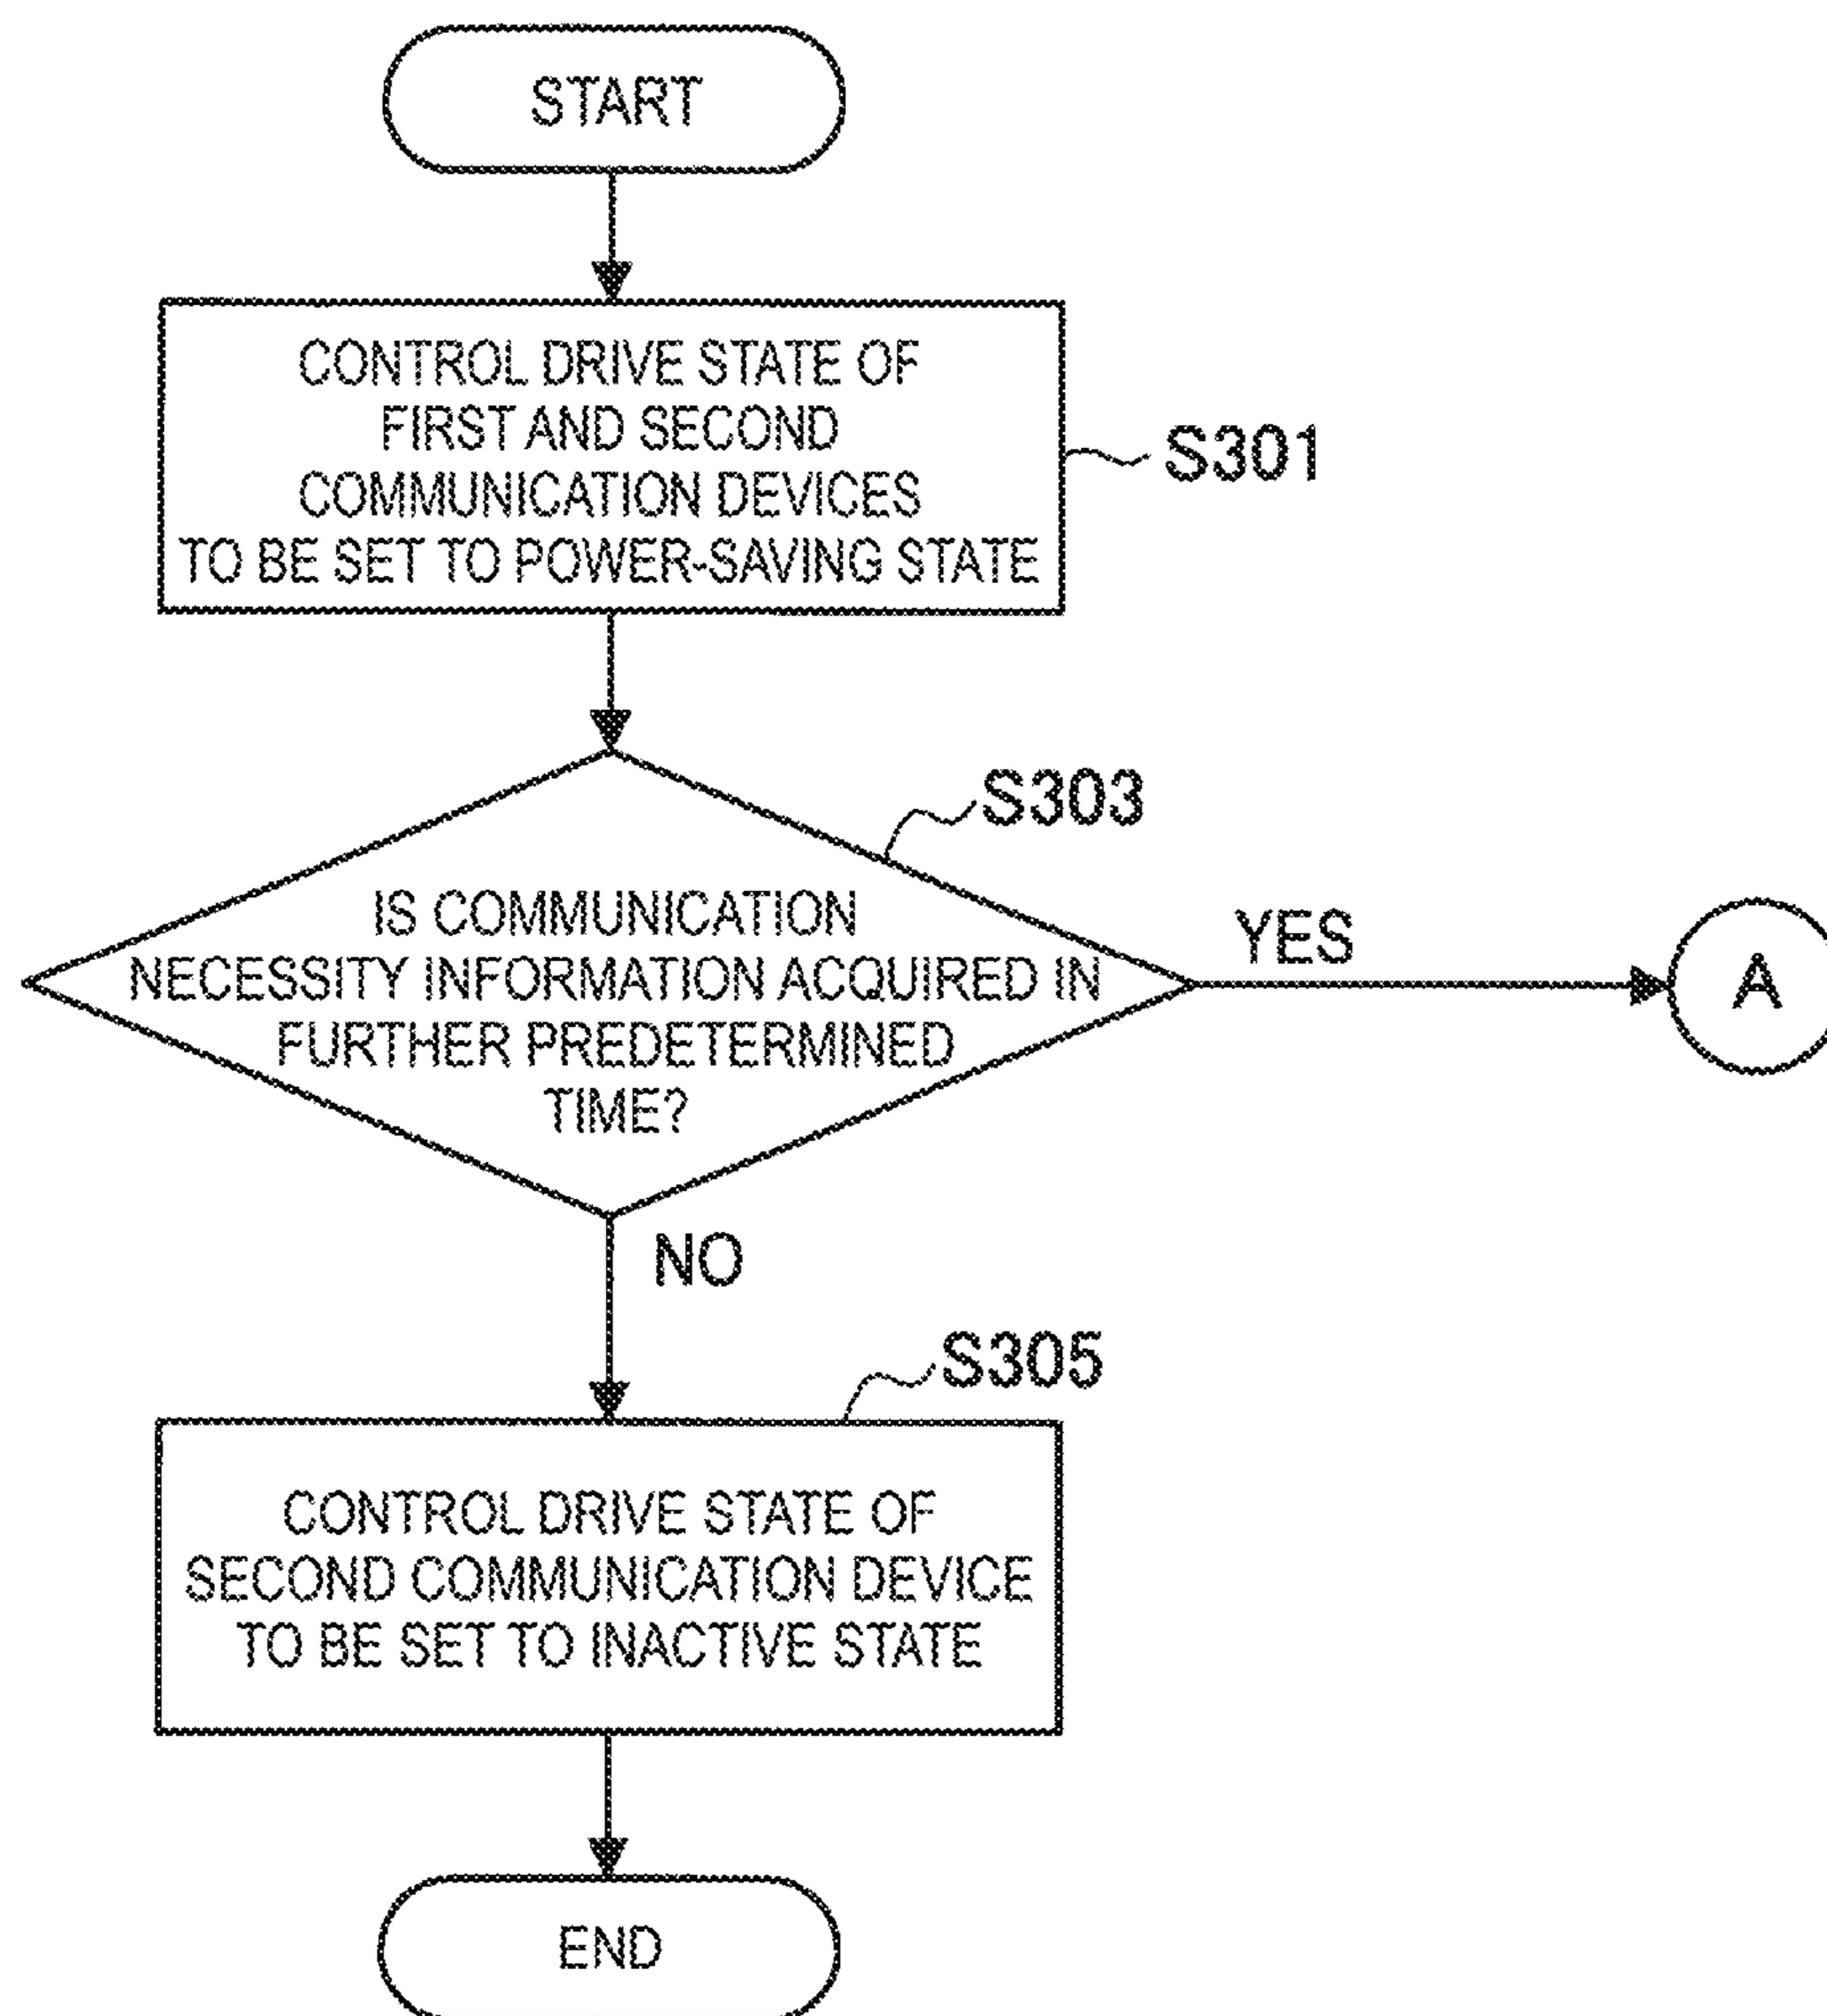 START
CONTROL DRIVE STATE OF
FIRST AND SECOND
COMMUNICATION DEVICES
TO BE SET TO POWER-SAVING STATE
S301
S303
IS COMMUNICATION
NECESSITY INFORMATION ACQUIRED IN
FURTHER PREDETERMINED
TIME?
YES
A
NO
S305
CONTROL DRIVE STATE OF
SECOND COMMUNICATION DEVICE
TO BE SET TO INACTIVE STATE
END